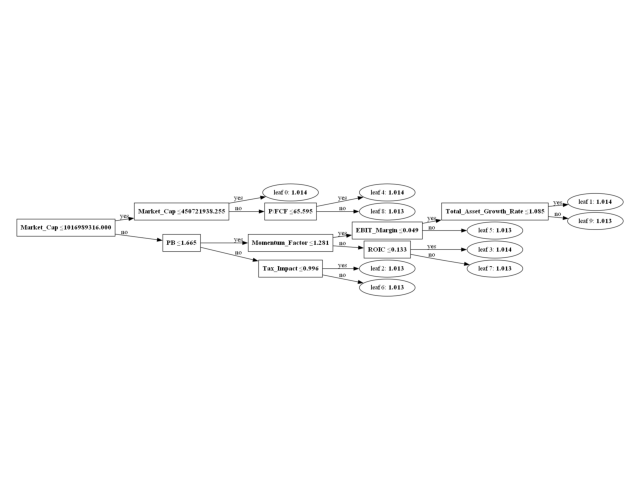 Market_Cap ≤1016989316.000
yes
no
Market_Cap ≤450721938.255
yes
no
leaf 0: 1.014
P/FCF ≤65.595
yes
no
leaf 4: 1.014
leaf 8: 1.013
PB ≤1.665
yes
no
Momentum_Factor ≤1.281
yes
no
EBIT_Margin ≤0.049
yes
no
Total_Asset_Growth_Rate ≤1.085
yes
no
leaf 1: 1.014
leaf 9: 1.013
leaf 5: 1.013
ROIC ≤0.133
yes
no
leaf 3: 1.014
leaf 7: 1.013
Tax_Impact ≤0.996
yes
no
leaf 2: 1.013
leaf 6: 1.013